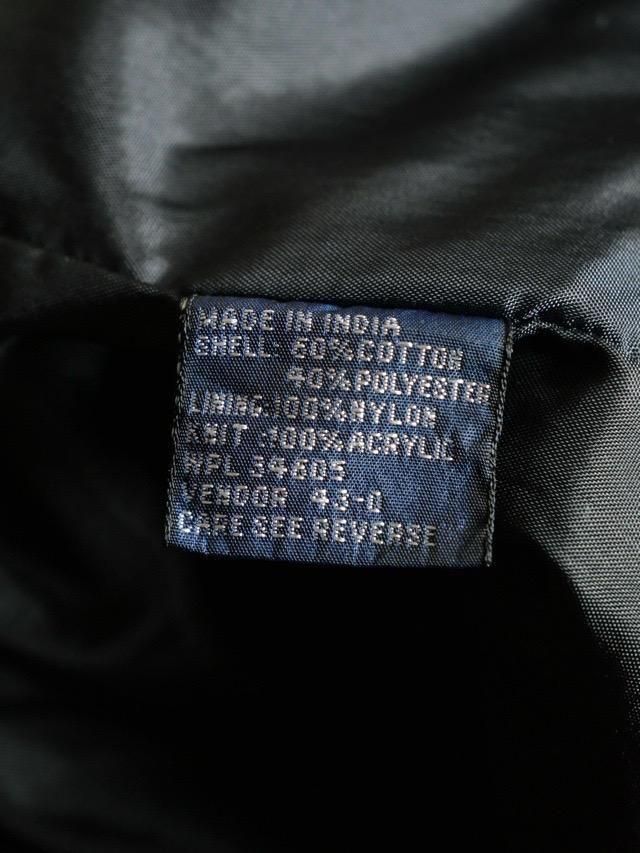 MADE IN INDIA
SHELL: 60% COTTON
40% POLYESTER
LINING: 100% NYLON
KNIT : 100% ACRYLIC
WPL 34605
VENDOR 43-0
CARE SEE REVERSE